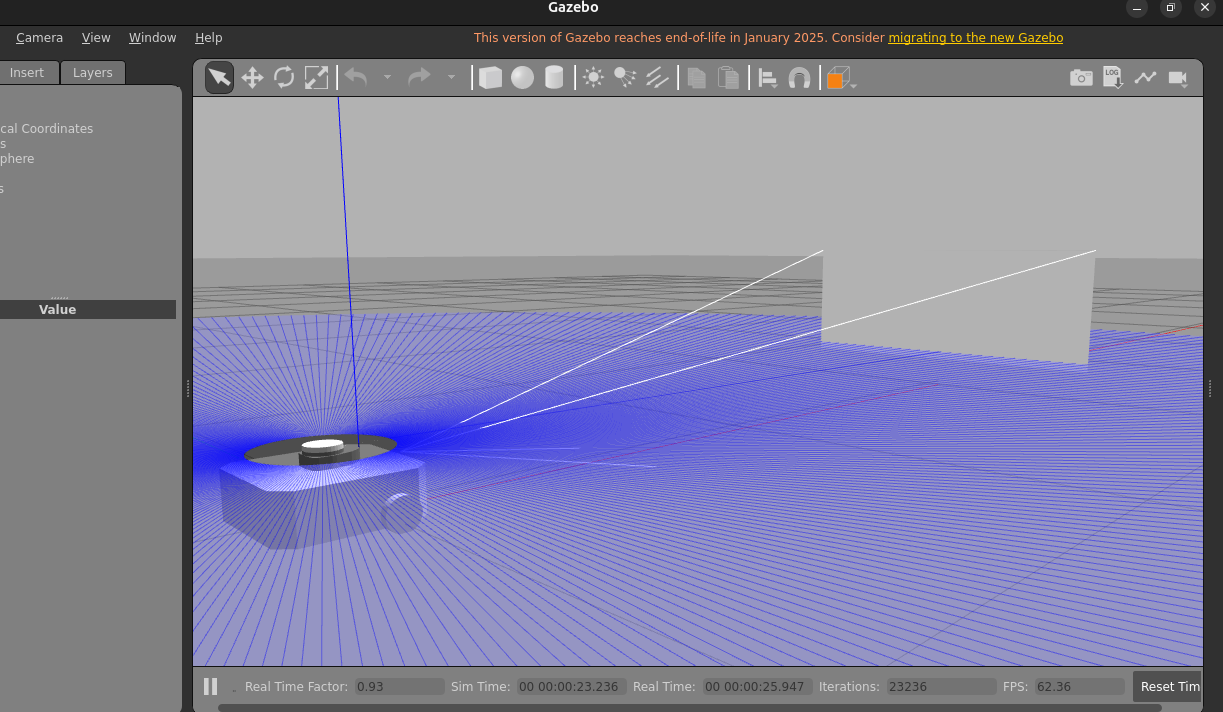 Gazebo
Camera View Window Help
This version of Gazebo reaches end-of-life in January 2025. Consider migrating to the new Gazebo
Insert Layers
LOG
cal Coordinates
s
phere
s
Value
Real Time Factor: 0.93 Sim Time: 00 00:00:23.236 Real Time: 00 00:00:25.947 Iterations: 23236 FPS: 62.36 Reset Tim